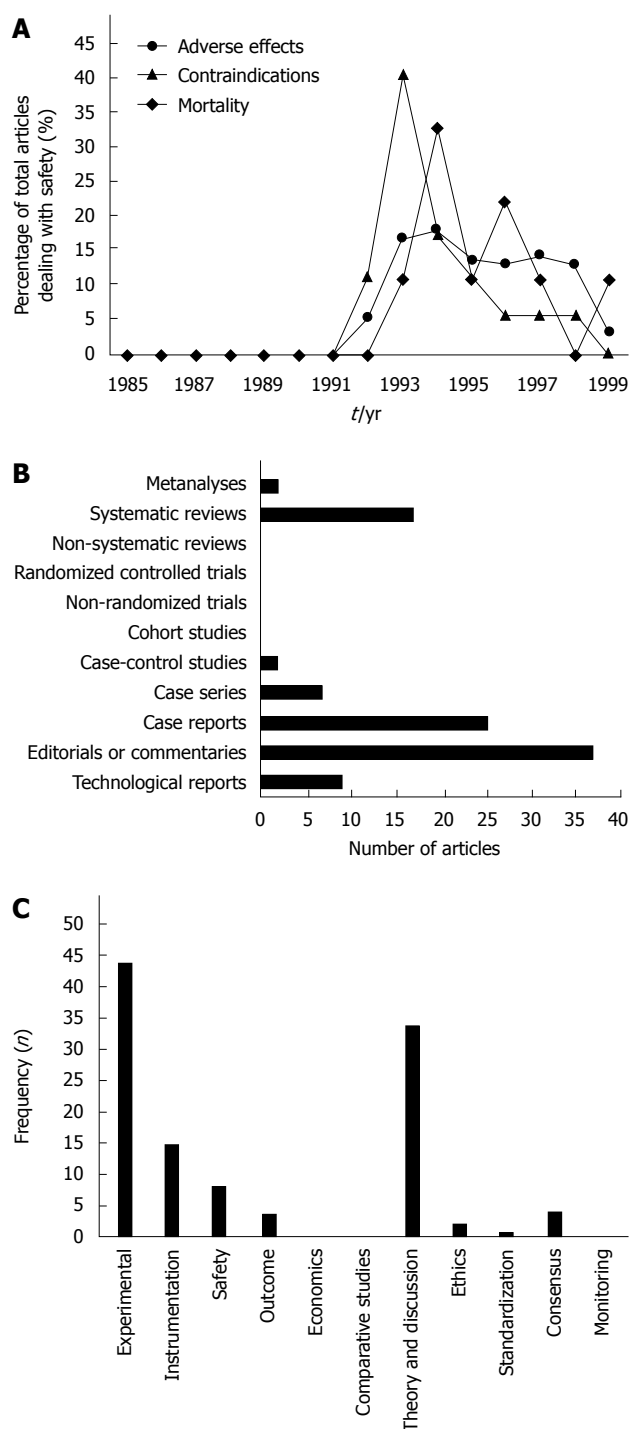 A
Percentage of total articles
dealing with safety (%)
50
45
40
35
30
25
20
15
10
5
0
Adverse effects
Contraindications
Mortality
1985 1987 1989 1991 1993 1995 1997 1999
t/yr
B
Metanalyses
Systematic reviews
Non-systematic reviews
Randomized controlled trials
Non-randomized trials
Cohort studies
Case-control studies
Case series
Case reports
Editorials or commentaries
Technological reports
0 5 10 15 20 25 30 35 40
Number of articles
C
Frequency (n)
50
45
40
35
30
25
20
15
10
5
0
Experimental
Instrumentation
Safety
Outcome
Economics
Comparative studies
Theory and discussion
Ethics
Standardization
Consensus
Monitoring